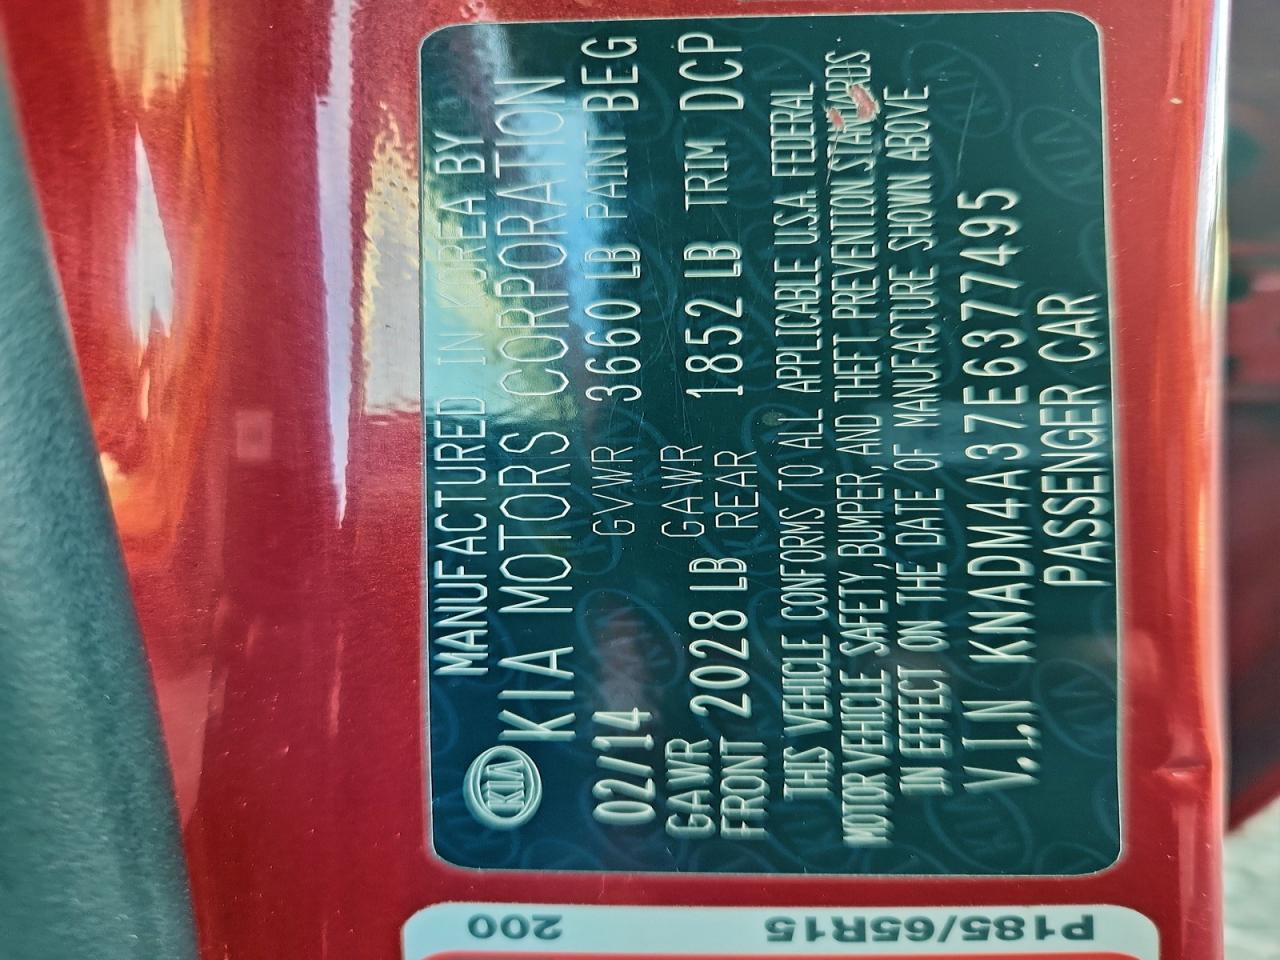 MANUFACTURED IN KOREA BY
KIA KIA MOTORS CORPORATION
02/14 GVWR 3660 LB PAINT BEG
GAWR FRONT 2028 LB GAWR REAR 1852 LB TRIM DCP
THIS VEHICLE CONFORMS TO ALL APPLICABLE U.S.A. FEDERAL
MOTOR VEHICLE SAFETY, BUMPER, AND THEFT PREVENTION STANDARDS
IN EFFECT ON THE DATE OF MANUFACTURE SHOWN ABOVE
V.I.N KNADM4A37E6377495
PASSENGER CAR
P185/65R15 200